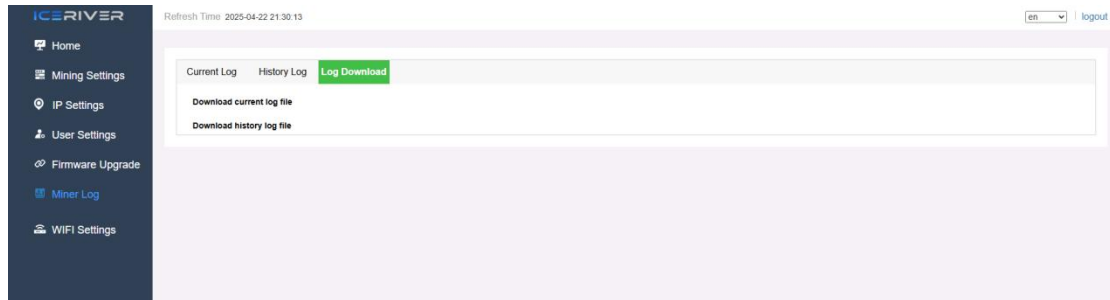 ICERIVER
Refresh Time 2025-04-22 21:30:13
en
logout
Home
Mining Settings
IP Settings
User Settings
Firmware Upgrade
Miner Log
WIFI Settings
Current Log History Log Log Download
Download current log file
Download history log file